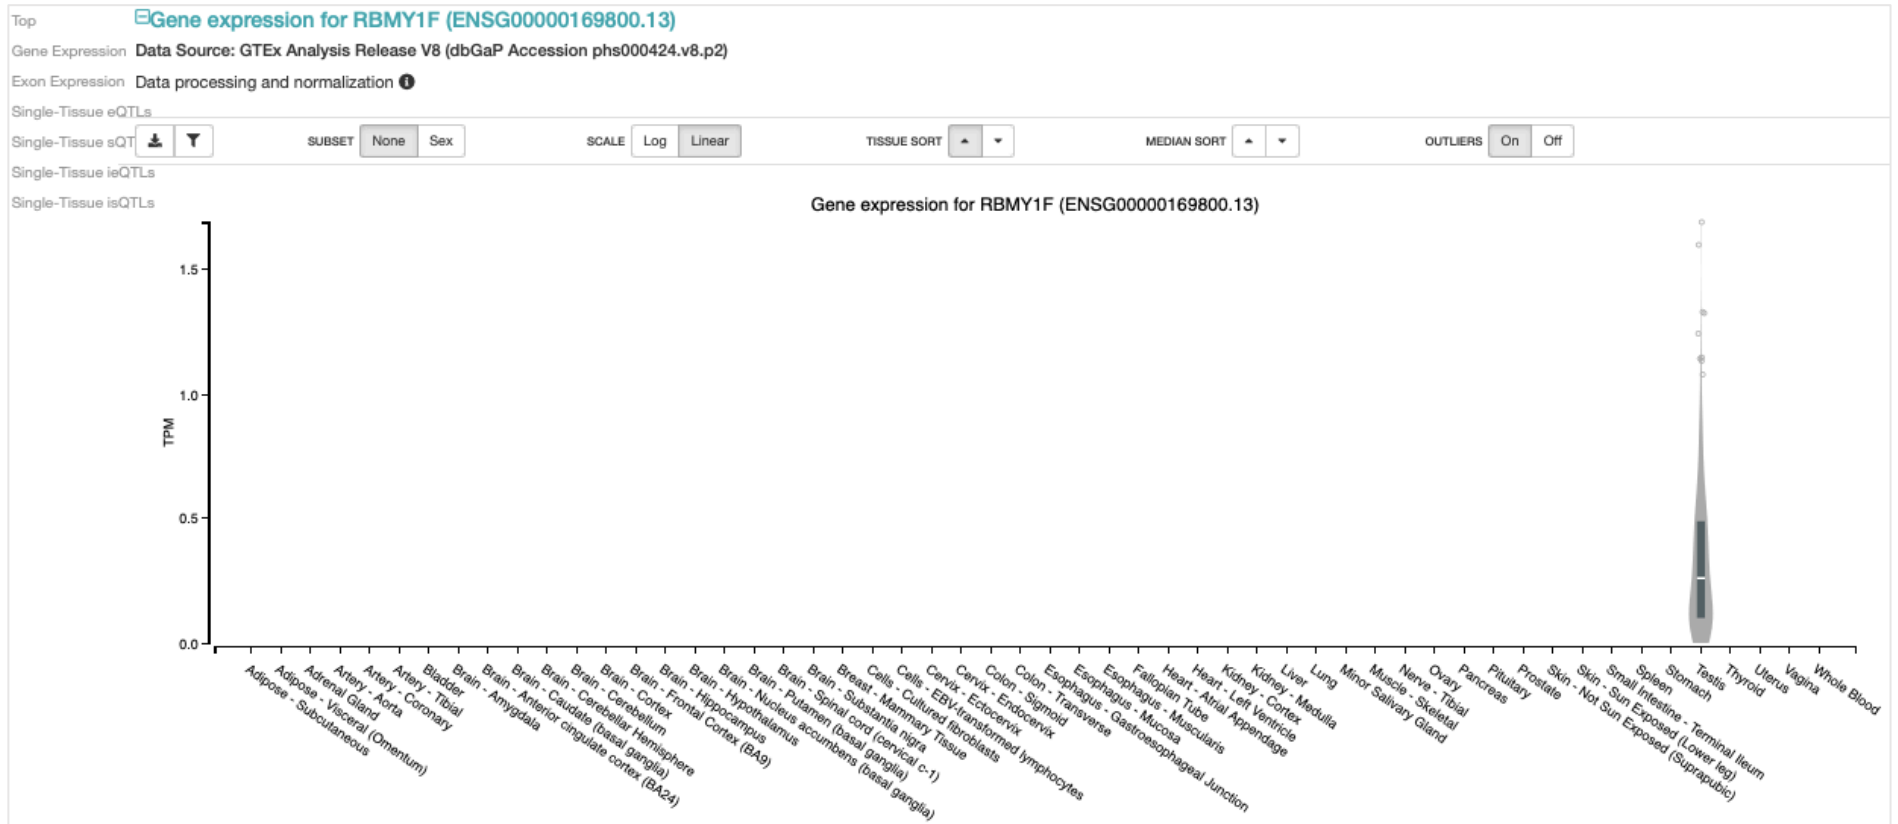 Top
Gene expression for RBMY1F (ENSG00000169800.13)
Gene Expression
Data Source: GTEx Analysis Release V8 (dbGaP Accession phs000424.v8.p2)
Exon Expression
Data processing and normalization
Single-Tissue eQTLs
Single-Tissue sQT
SUBSET None Sex SCALE Log Linear TISSUE SORT MEDIAN SORT OUTLIERS On Off
Single-Tissue ieQTLs
Single-Tissue isQTLs
Gene expression for RBMY1F (ENSG00000169800.13)
1.5
1.0
0.5
0.0
TPM
Adipose - Subcutaneous
Adipose - Visceral (Omentum)
Adrenal Gland
Artery - Aorta
Artery - Coronary
Artery - Tibial
Bladder
Brain - Amygdala
Brain - Anterior cingulate cortex (BA24)
Brain - Caudate (basal ganglia)
Brain - Cerebellar Hemisphere
Brain - Cerebellum
Brain - Cortex
Brain - Frontal Cortex (BA9)
Brain - Hippocampus
Brain - Hypothalamus
Brain - Nucleus accumbens (basal ganglia)
Brain - Putamen (basal ganglia)
Brain - Spinal cord (cervical c-1)
Brain - Substantia nigra
Breast - Mammary Tissue
Cells - Cultured fibroblasts
Cells - EBV-transformed lymphocytes
Cervix - Ectocervix
Cervix - Endocervix
Colon - Sigmoid
Colon - Transverse
Esophagus - Gastroesophageal Junction
Esophagus - Mucosa
Esophagus - Muscularis
Fallopian Tube
Heart - Atrial Appendage
Heart - Left Ventricle
Kidney - Cortex
Kidney - Medulla
Liver
Lung
Minor Salivary Gland
Muscle - Skeletal
Nerve - Tibial
Ovary
Pancreas
Pituitary
Prostate
Skin - Not Sun Exposed (Suprapubic)
Skin - Sun Exposed (Lower leg)
Small Intestine - Terminal Ileum
Spleen
Stomach
Testis
Thyroid
Uterus
Vagina
Whole Blood